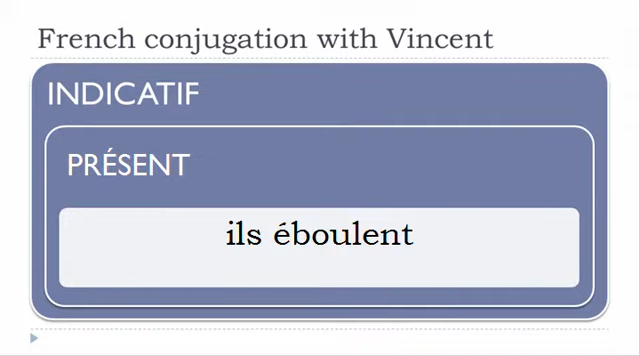 French conjugation with Vincent
INDICATIF
PRÉSENT
ils éboulent